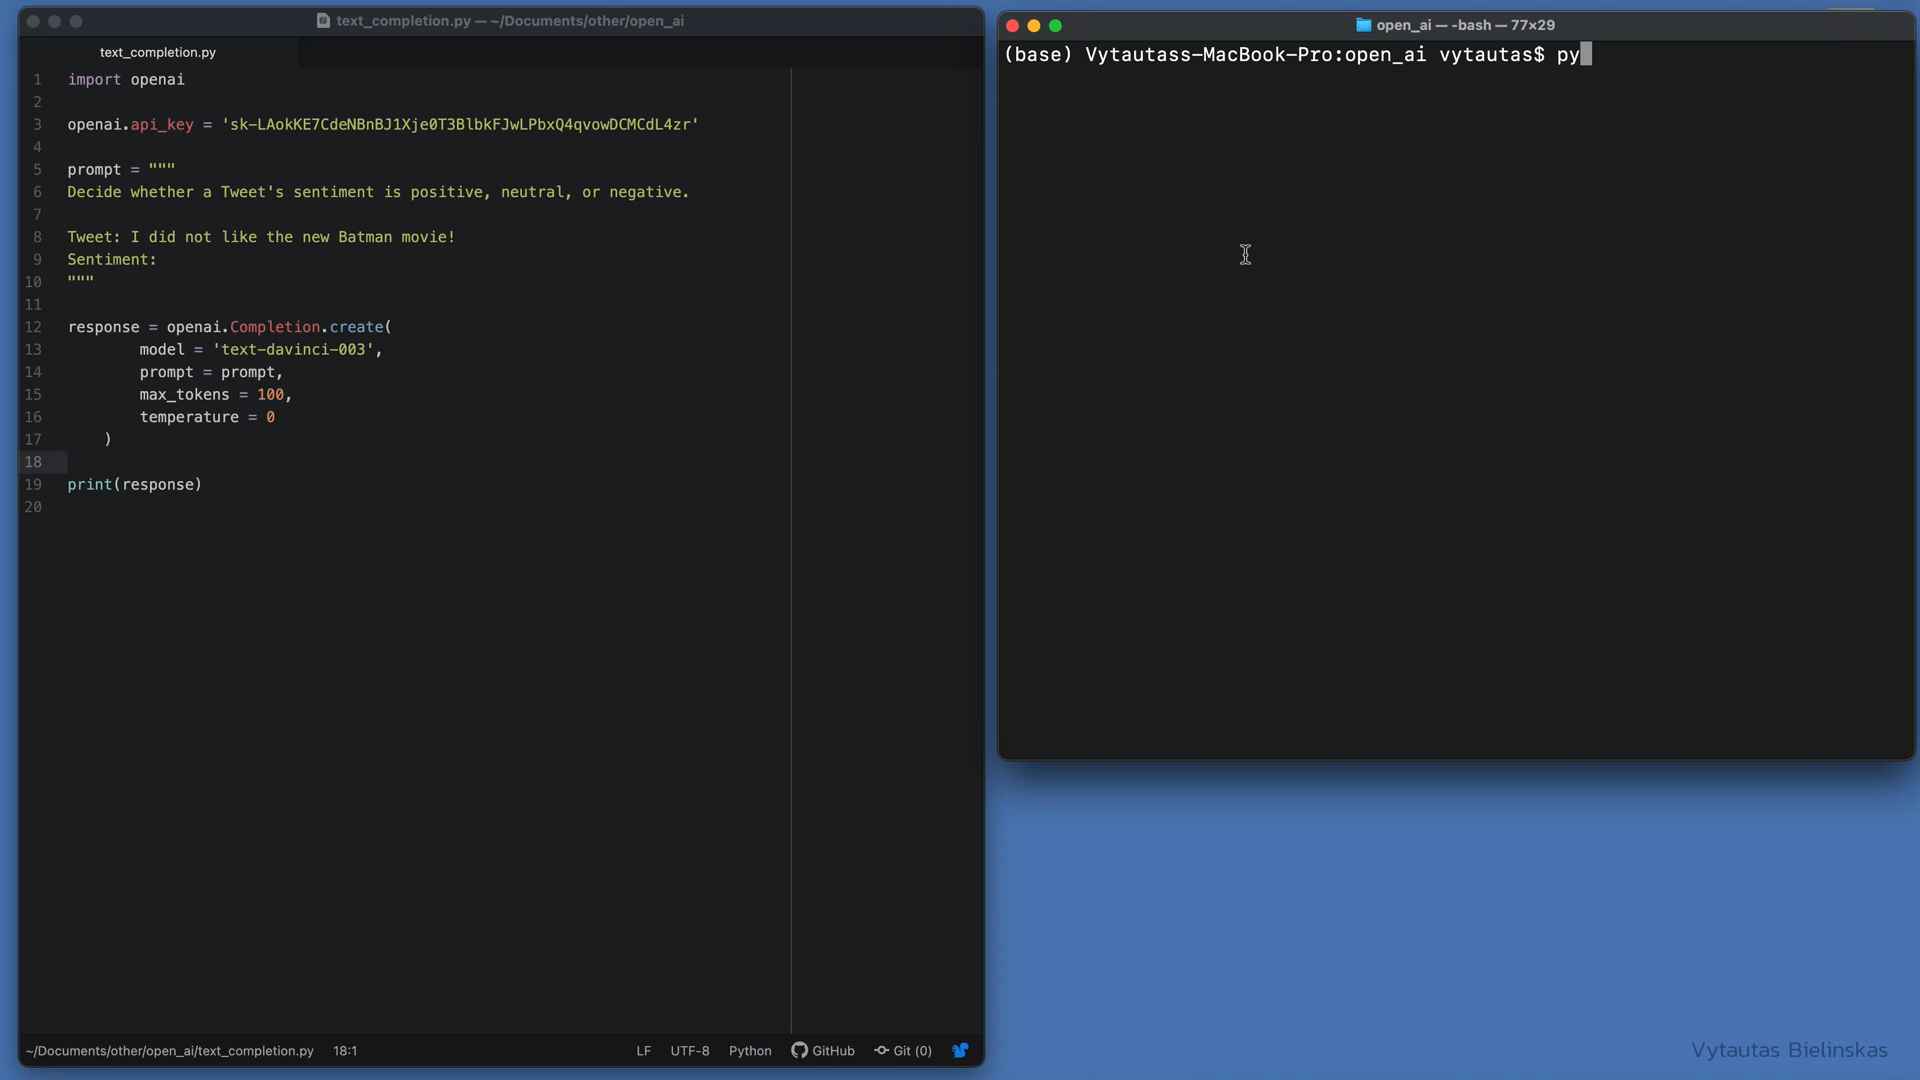 text_completion.py — ~/Documents/other/open_ai
text_completion.py
1 import openai
2
3 openai.api_key = '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'
4
5 prompt = """
6 Decide whether a Tweet's sentiment is positive, neutral, or negative.
7
8 Tweet: I did not like the new Batman movie!
9 Sentiment:
10 """
11
12 response = openai.Completion.create(
13         model = 'text-davinci-003',
14         prompt = prompt,
15         max_tokens = 100,
16         temperature = 0
17     )
18
19 print(response)
20
~/Documents/other/open_ai/text_completion.py 18:1 LF UTF-8 Python GitHub Git (0)
open_ai — -bash — 77×29
(base) Vytautass-MacBook-Pro:open_ai vytautas$ py
Vytautas Bielinskas